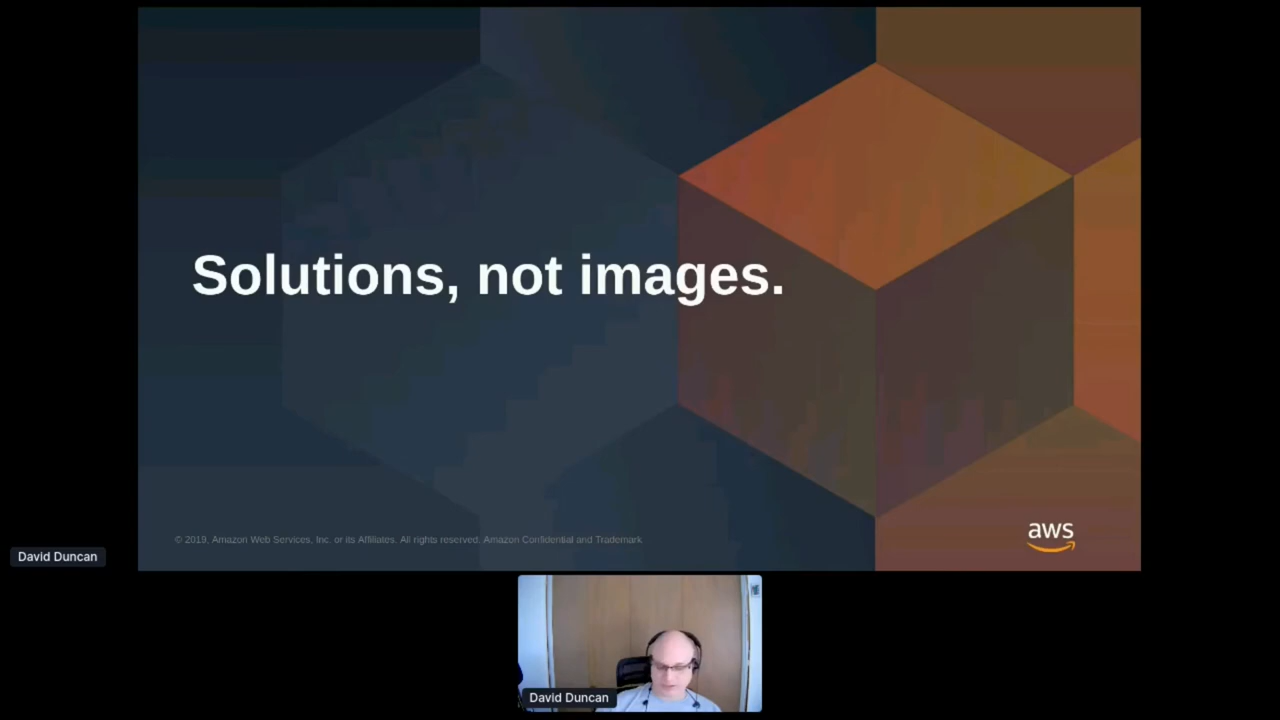 Solutions, not images.
© 2019, Amazon Web Services, Inc. or its Affiliates. All rights reserved. Amazon Confidential and Trademark
aws
David Duncan
David Duncan